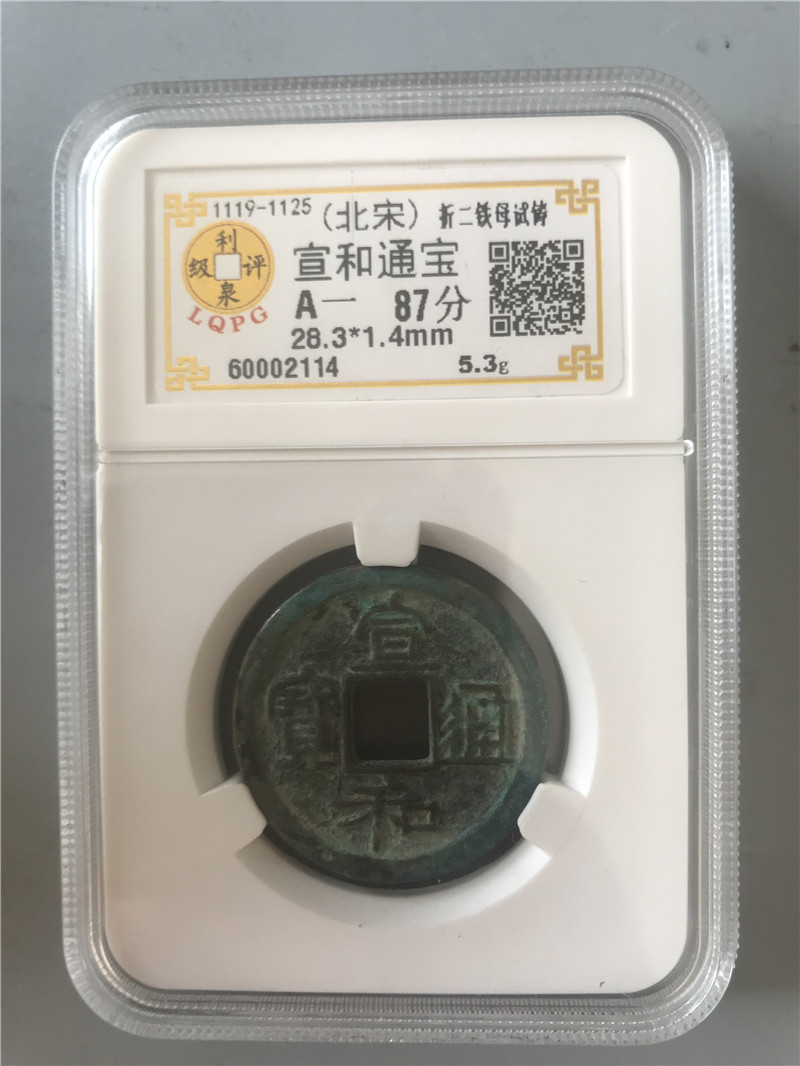 1119-1125 (北宋) 折二铁母试铸
利泉评级
宣和通宝
LQPG
A一 87分
28.3*1.4mm
60002114 5.3g
宣和通寳